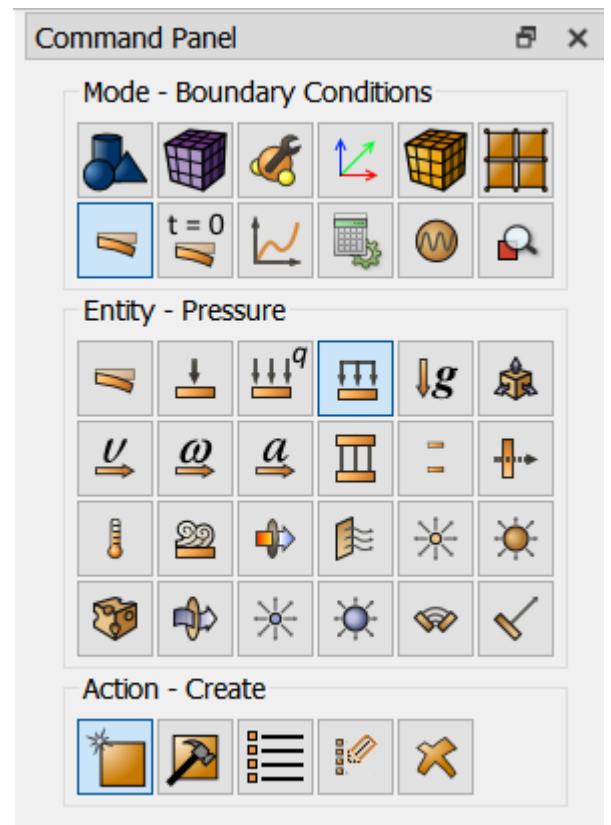 Command Panel
Mode - Boundary Conditions
t = 0
Entity - Pressure
q
g
v ω a
Action - Create